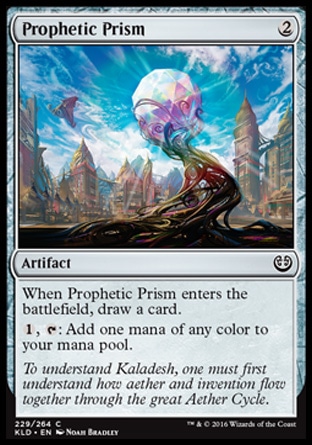 Prophetic Prism 2
Artifact
When Prophetic Prism enters the
battlefield, draw a card.
1, : Add one mana of any color to
your mana pool.
To understand Kaladesh, one must first
understand how aether and invention flow
together through the great Aether Cycle.
229/264 C
KLD • EN Noah Bradley
™ & © 2016 Wizards of the Coast